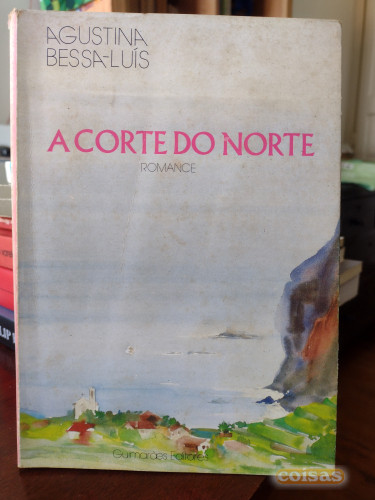 AGUSTINA
BESSA-LUÍS
A CORTE DO NORTE
ROMANCE
Guimarães Editores
coisas